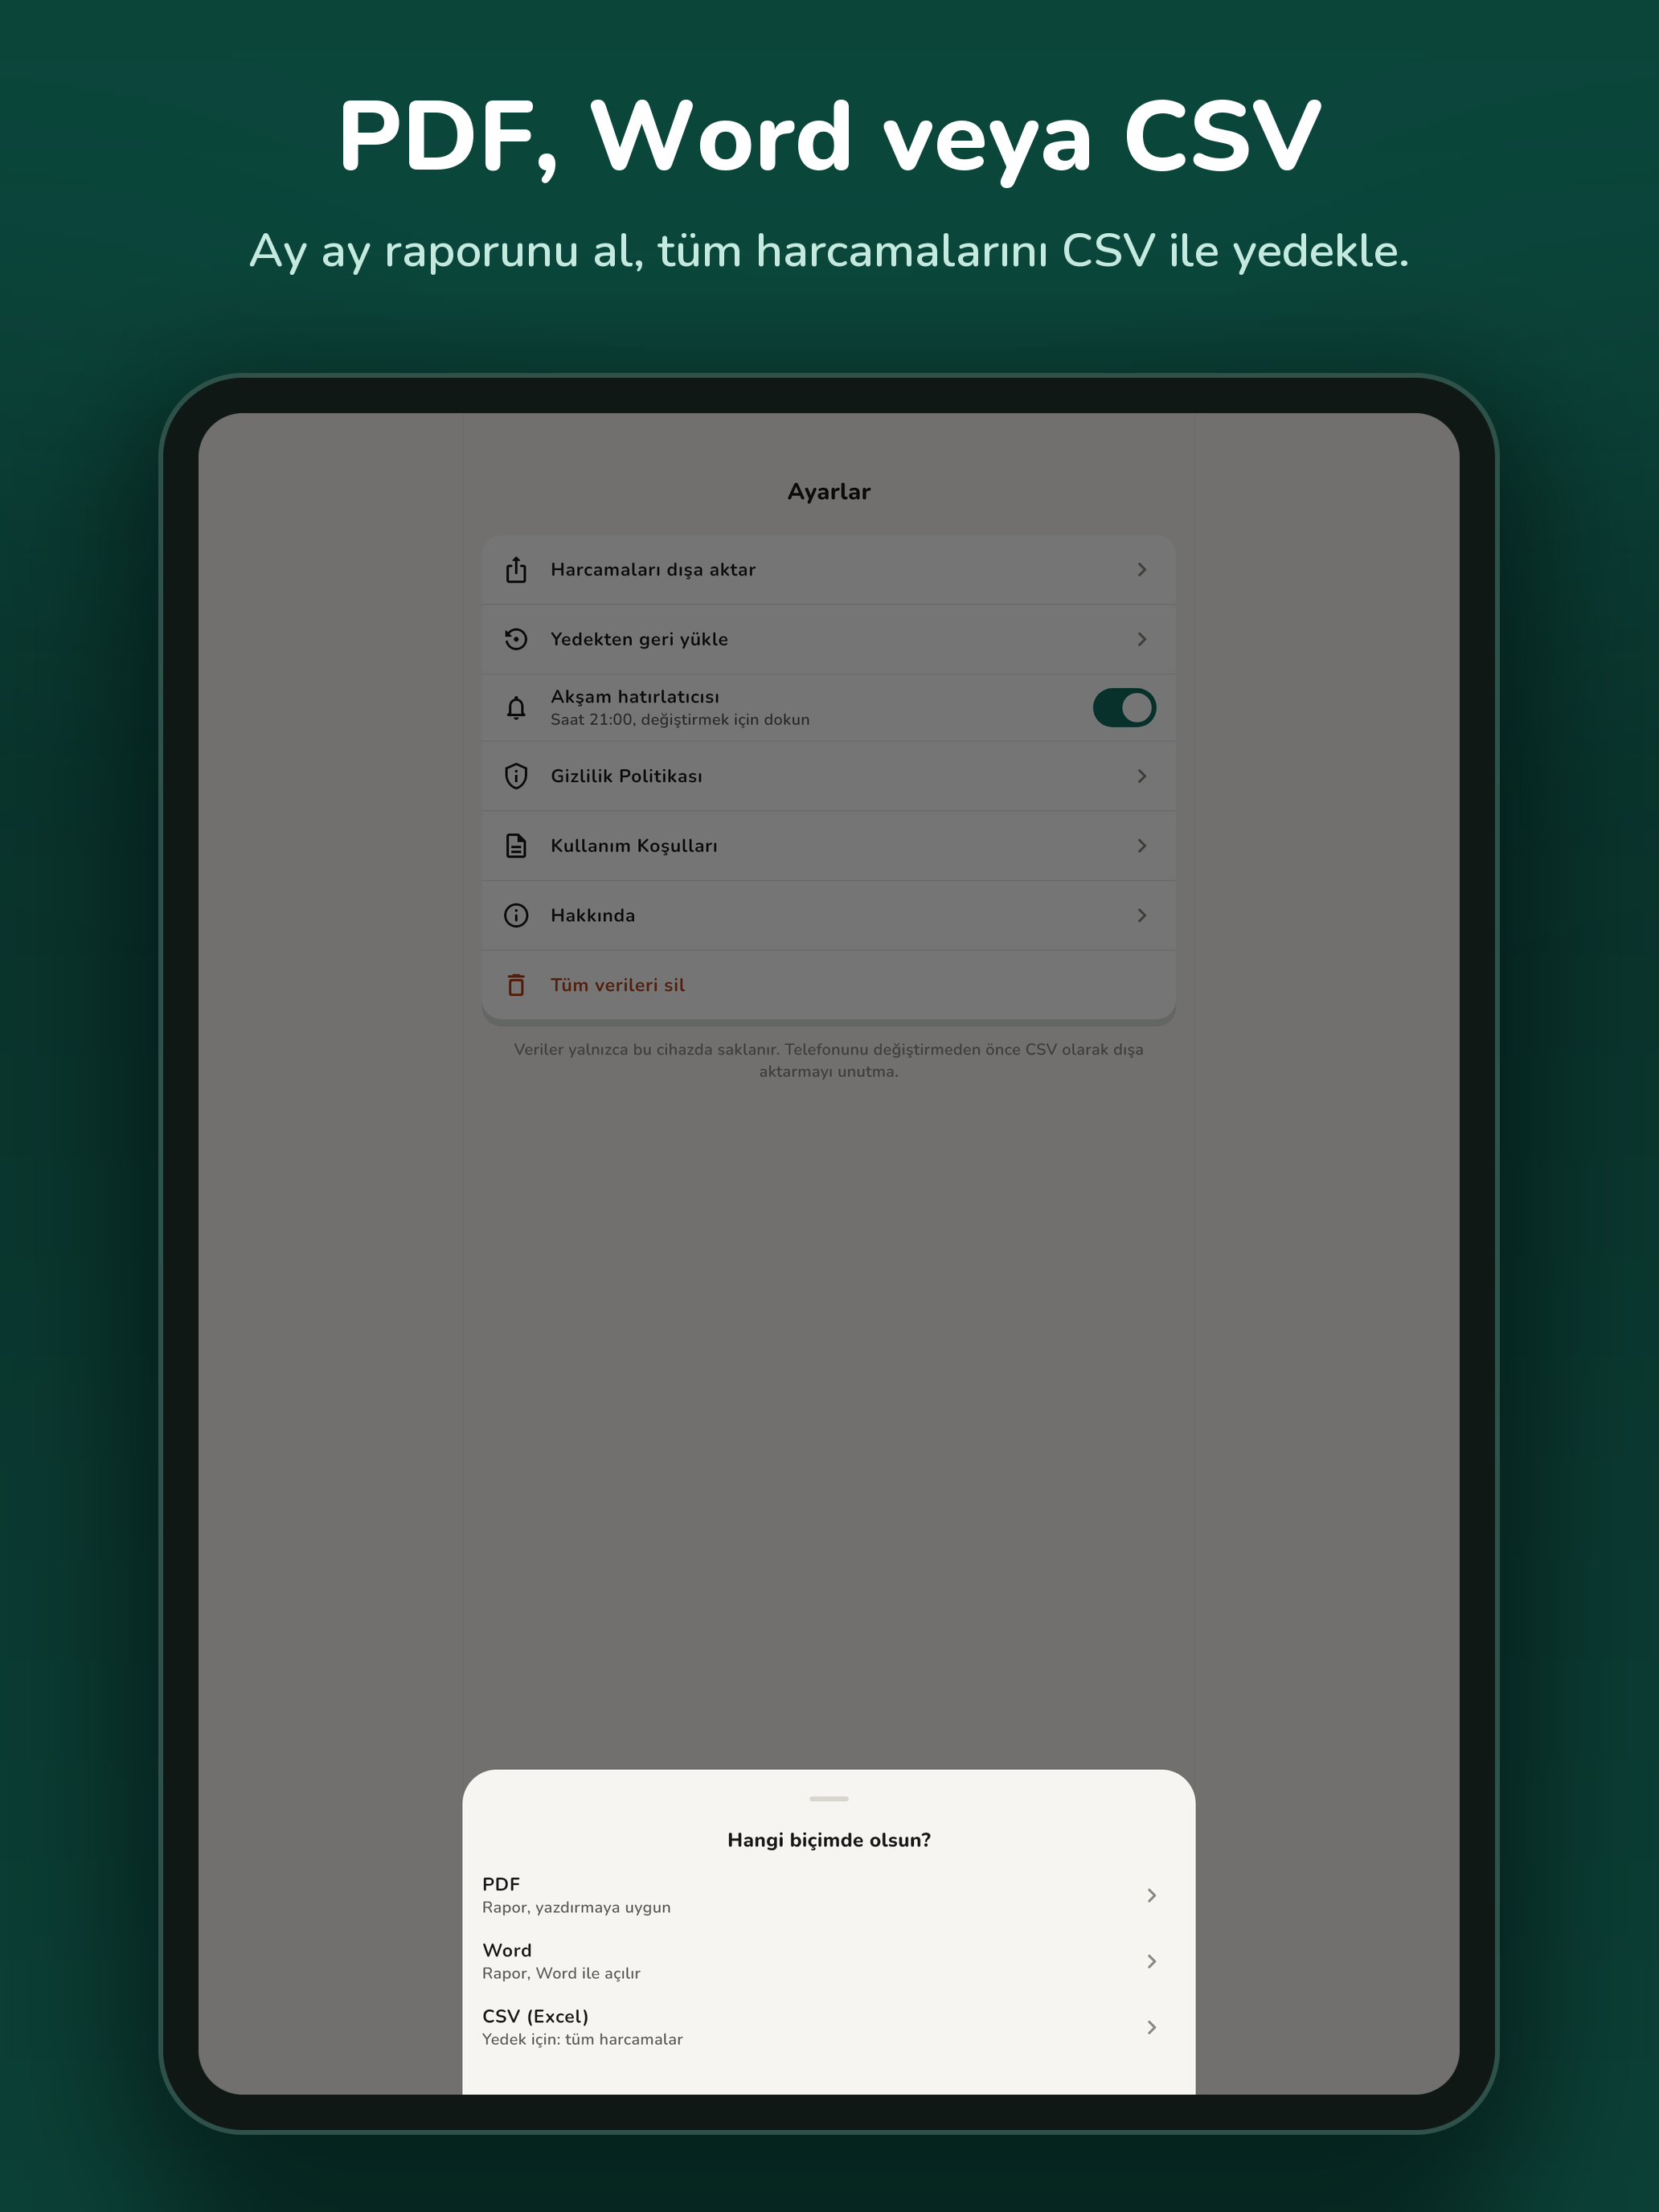 PDF, Word veya CSV
Ay ay raporunu al, tüm harcamalarını CSV ile yedekle.
Ayarlar
Harcamaları dışa aktar
Yedekten geri yükle
Akşam hatırlatıcısı
Saat 21:00, değiştirmek için dokun
Gizlilik Politikası
Kullanım Koşulları
Hakkında
Tüm verileri sil
Veriler yalnızca bu cihazda saklanır. Telefonunu değiştirmeden önce CSV olarak dışa
aktarmayı unutma.
Hangi biçimde olsun?
PDF
Rapor, yazdırmaya uygun
Word
Rapor, Word ile açılır
CSV (Excel)
Yedek için: tüm harcamalar